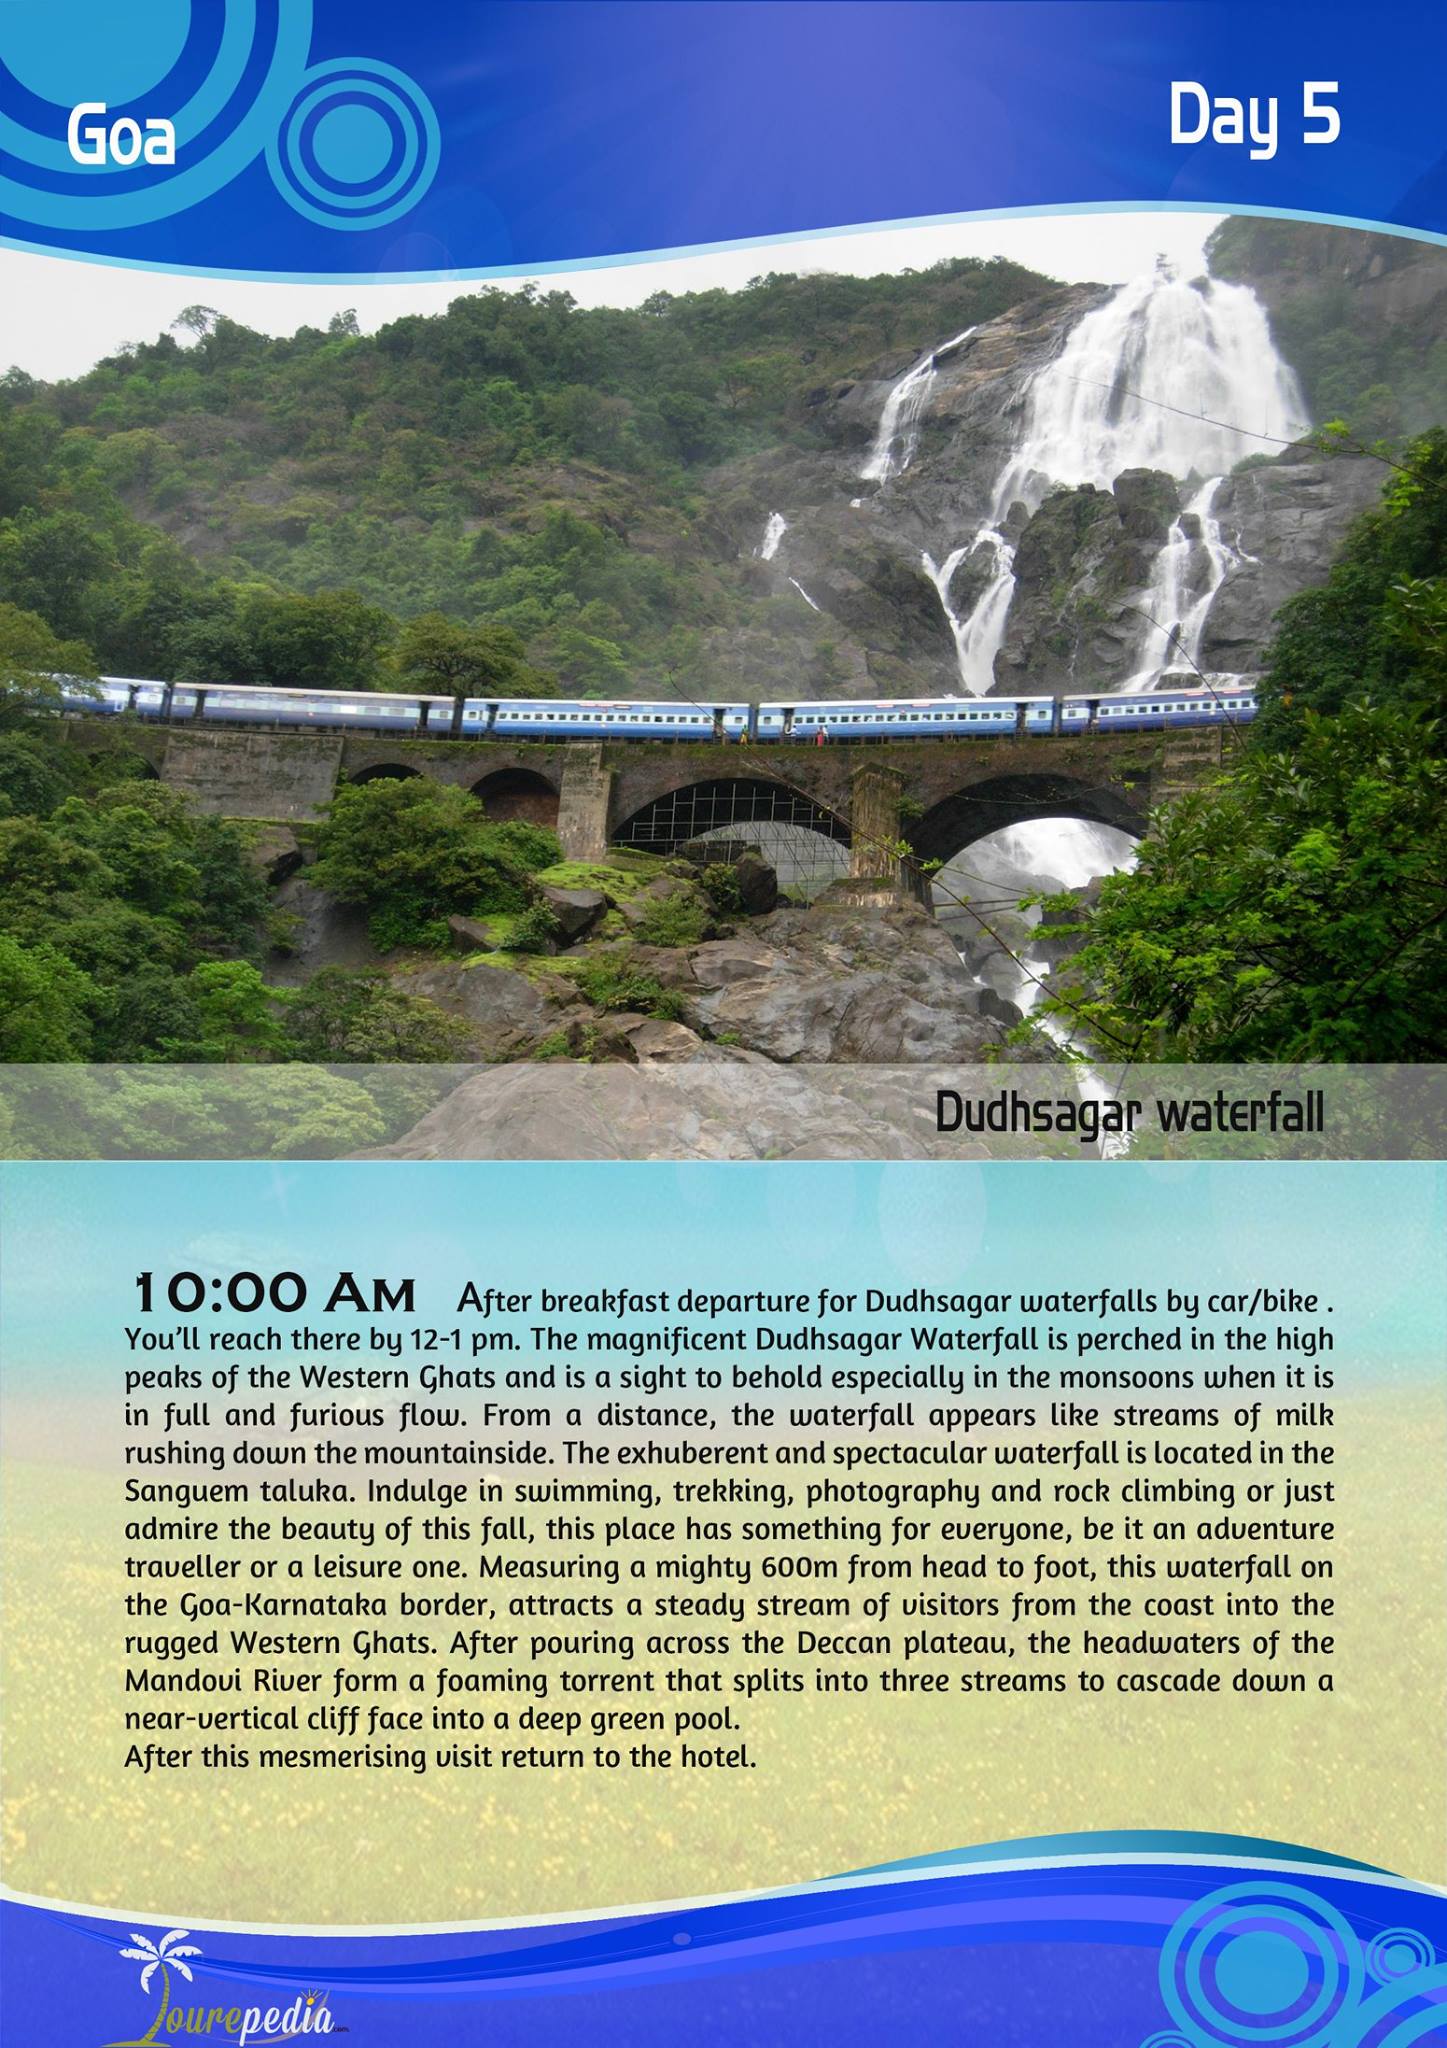 Goa
Day 5
Dudhsagar waterfall
10:00 AM After breakfast departure for Dudhsagar waterfalls by car/bike .
You'll reach there by 12-1 pm. The magnificent Dudhsagar Waterfall is perched in the high
peaks of the Western Ghats and is a sight to behold especially in the monsoons when it is
in full and furious flow. From a distance, the waterfall appears like streams of milk
rushing down the mountainside. The exhuberent and spectacular waterfall is located in the
Sanguem taluka. Indulge in swimming, trekking, photography and rock climbing or just
admire the beauty of this fall, this place has something for everyone, be it an adventure
traveller or a leisure one. Measuring a mighty 600m from head to foot, this waterfall on
the Goa-Karnataka border, attracts a steady stream of visitors from the coast into the
rugged Western Ghats. After pouring across the Deccan plateau, the headwaters of the
Mandovi River form a foaming torrent that splits into three streams to cascade down a
near-vertical cliff face into a deep green pool.
After this mesmerising visit return to the hotel.
Tourepedia.com